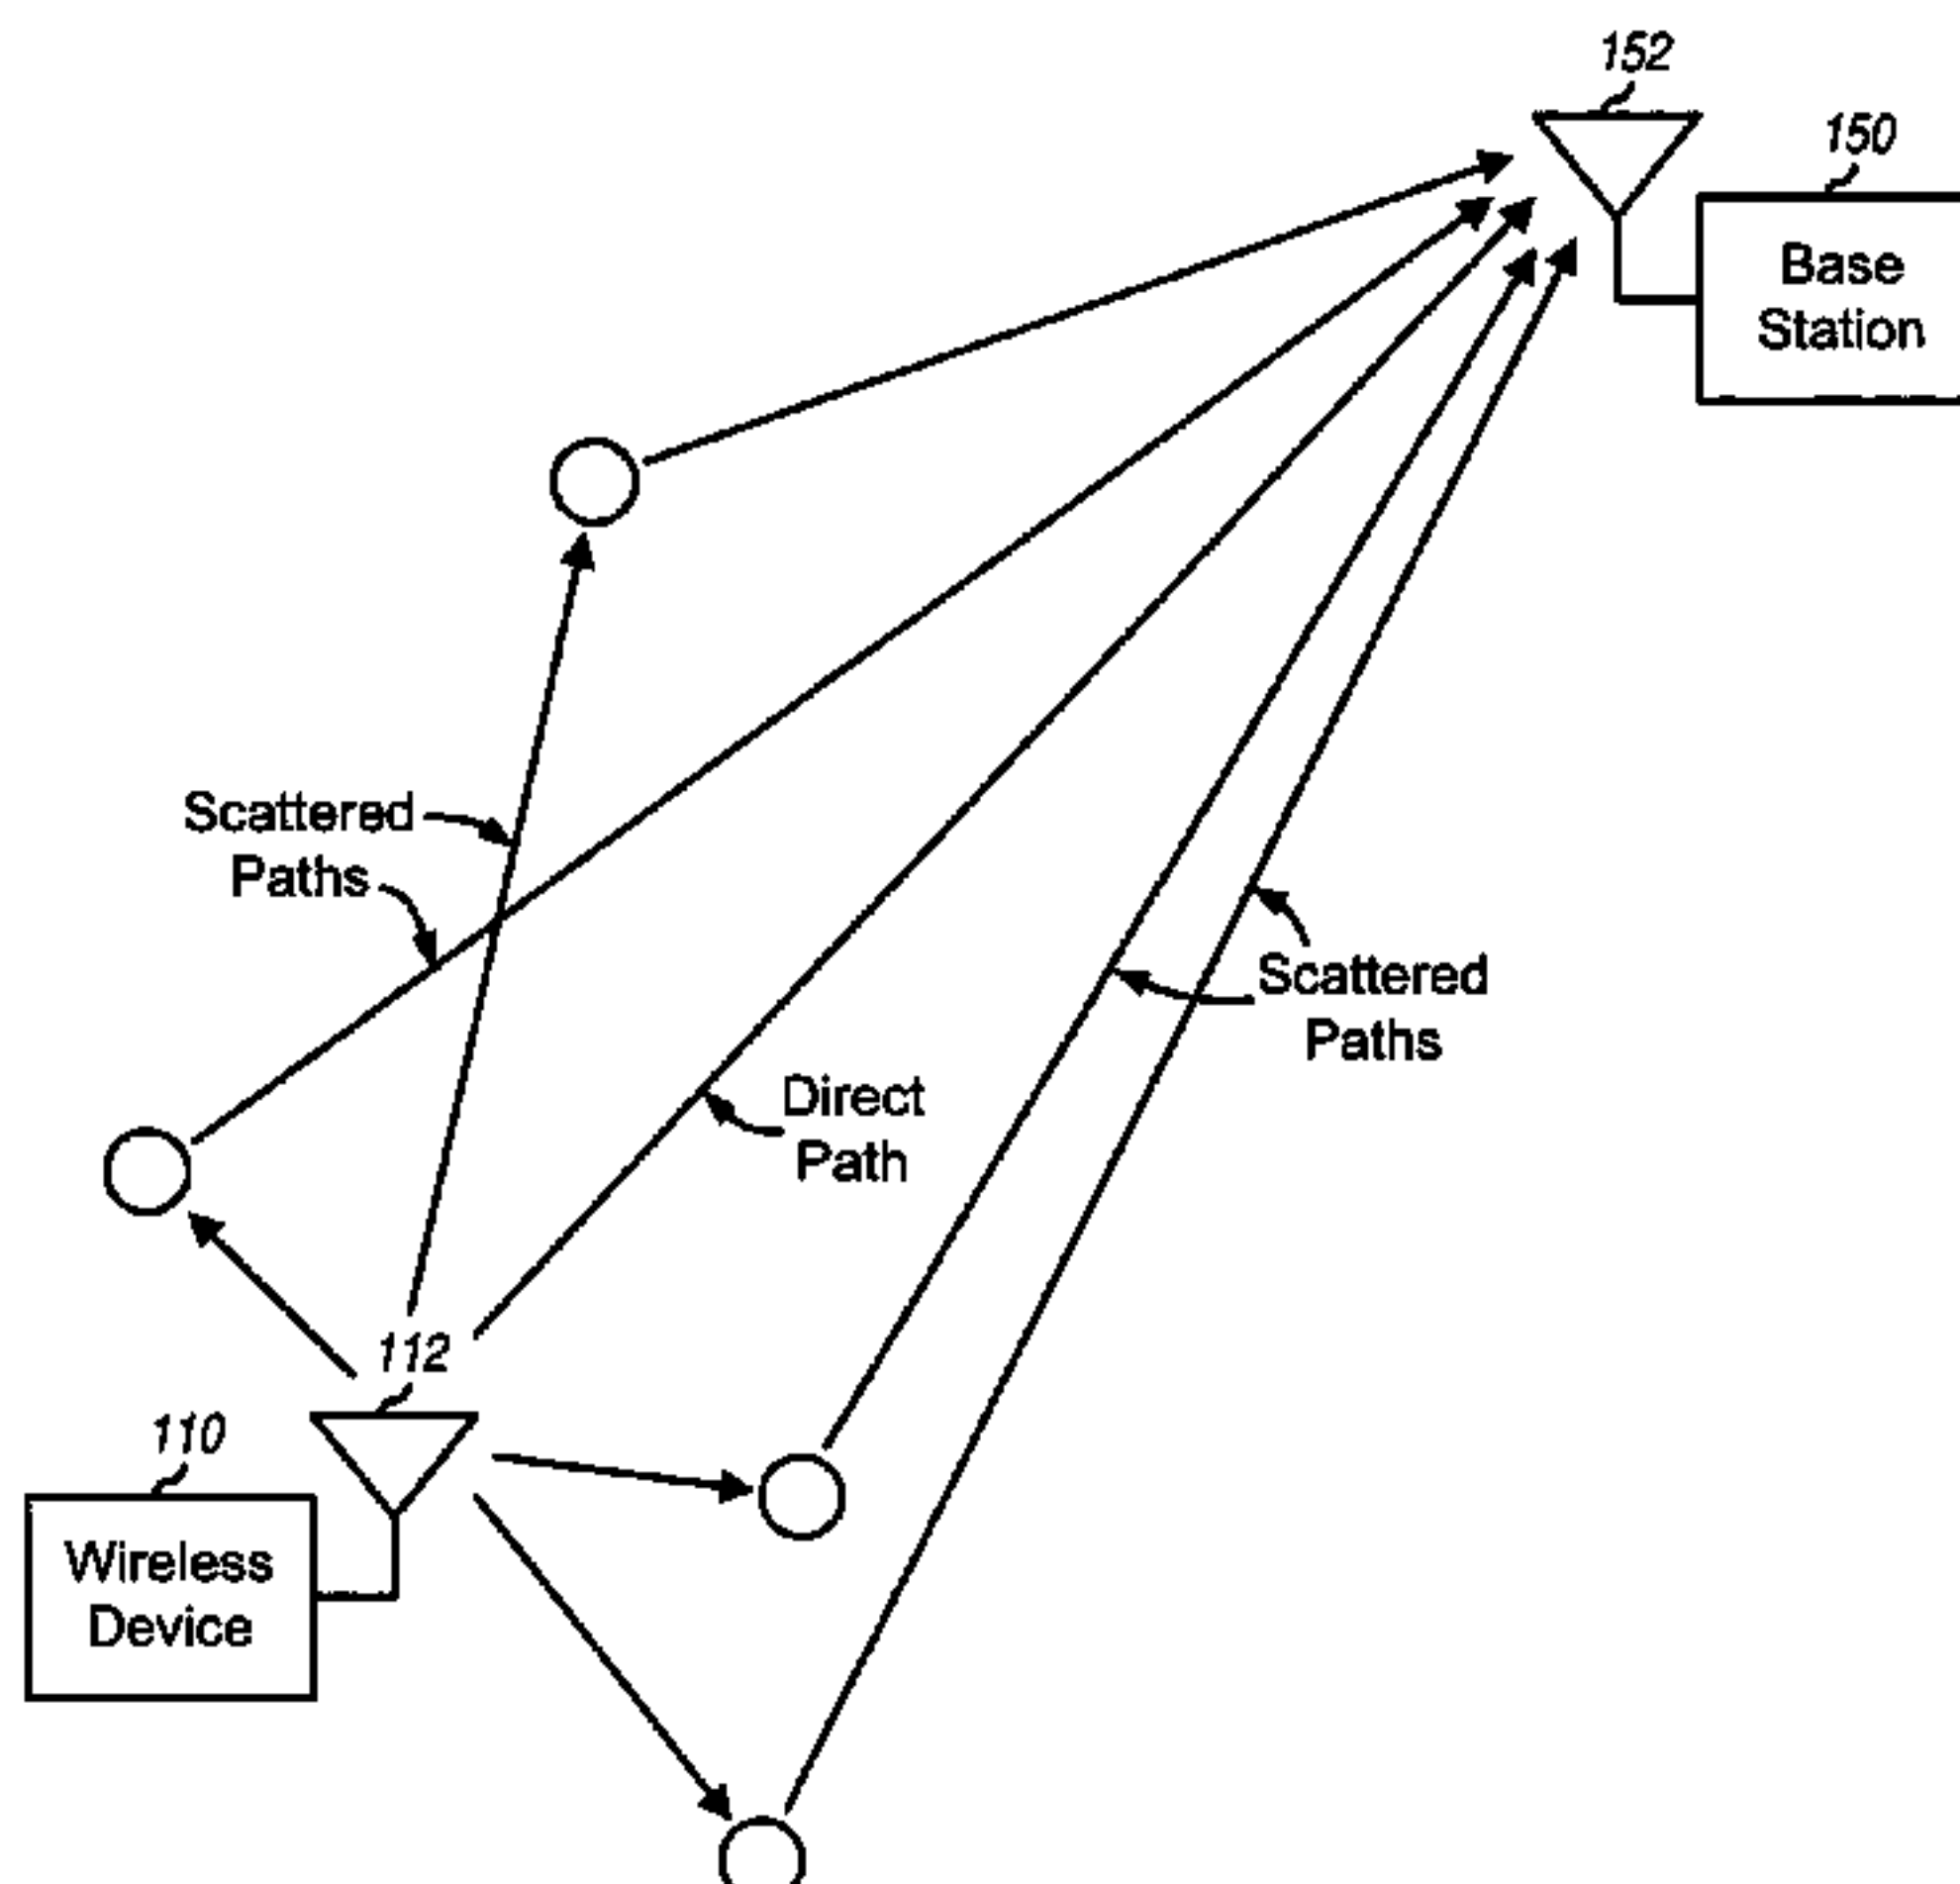 152
150
Base
Station
Scattered
Paths
Scattered
Paths
Direct
Path
112
110
Wireless
Device